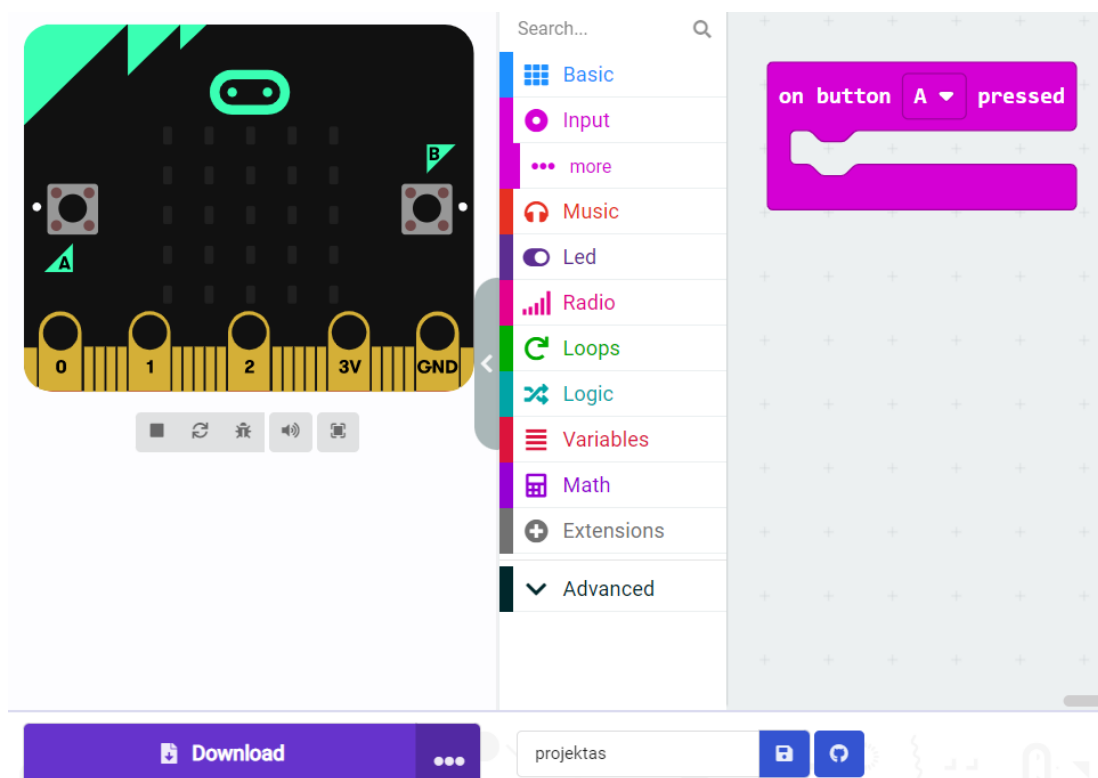 B
A
0 1 2 3V GND
Download
•••
Search...
Basic
Input
••• more
Music
Led
Radio
Loops
Logic
Variables
Math
Extensions
Advanced
projektas
on button A pressed